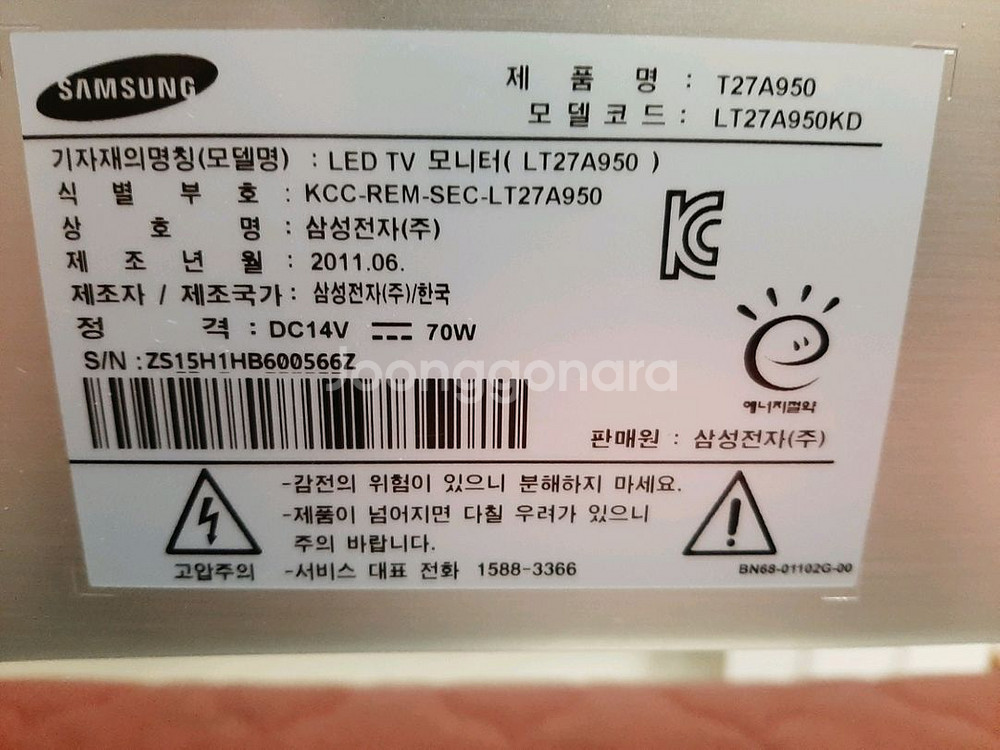 SAMSUNG
제 품 명 : T27A950
모 델 코 드 : LT27A950KD
기자재의명칭(모델명) : LED TV 모니터( LT27A950 )
식 별 부 호 : KCC-REM-SEC-LT27A950
상 호 명 : 삼성전자(주)
제 조 년 월 : 2011.06.
제조자 / 제조국가 : 삼성전자(주)/한국
정 격 : DC14V ⎓ 70W
S/N : ZS15H1HB600566Z
Joonggonara
에너지절약
판매원 : 삼성전자(주)
-감전의 위험이 있으니 분해하지 마세요.
-제품이 넘어지면 다칠 우려가 있으니
주의 바랍니다.
고압주의 -서비스 대표 전화 1588-3366
BN68-01102G-00